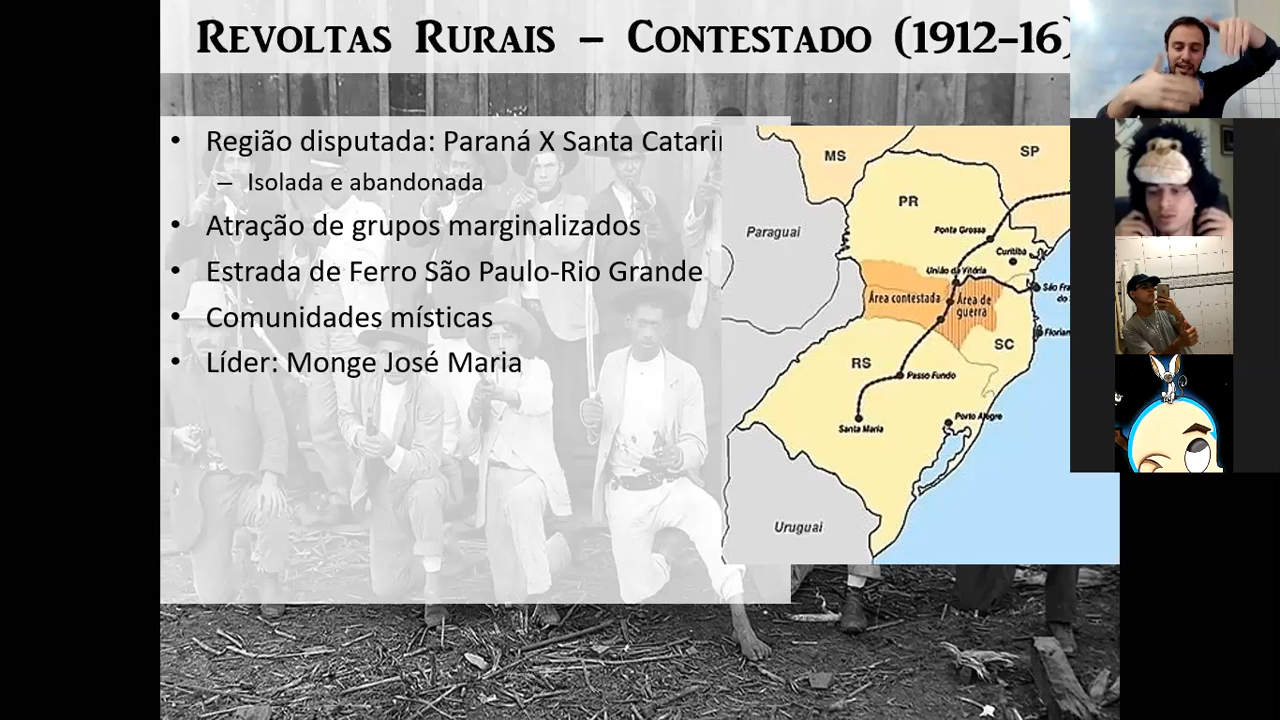 REVOLTAS RURAIS – CONTESTADO (1912-16)
• Região disputada: Paraná X Santa Catari
– Isolada e abandonada
• Atração de grupos marginalizados
• Estrada de Ferro São Paulo-Rio Grande
• Comunidades místicas
• Líder: Monge José Maria
MS
SP
PR
Paraguai
Ponta Grossa
Curitiba
União da Vitória
São Fra
do
Área contestada
Área de
guerra
Florian
SC
RS
Passo Fundo
Porto Alegre
Santa Maria
Uruguai